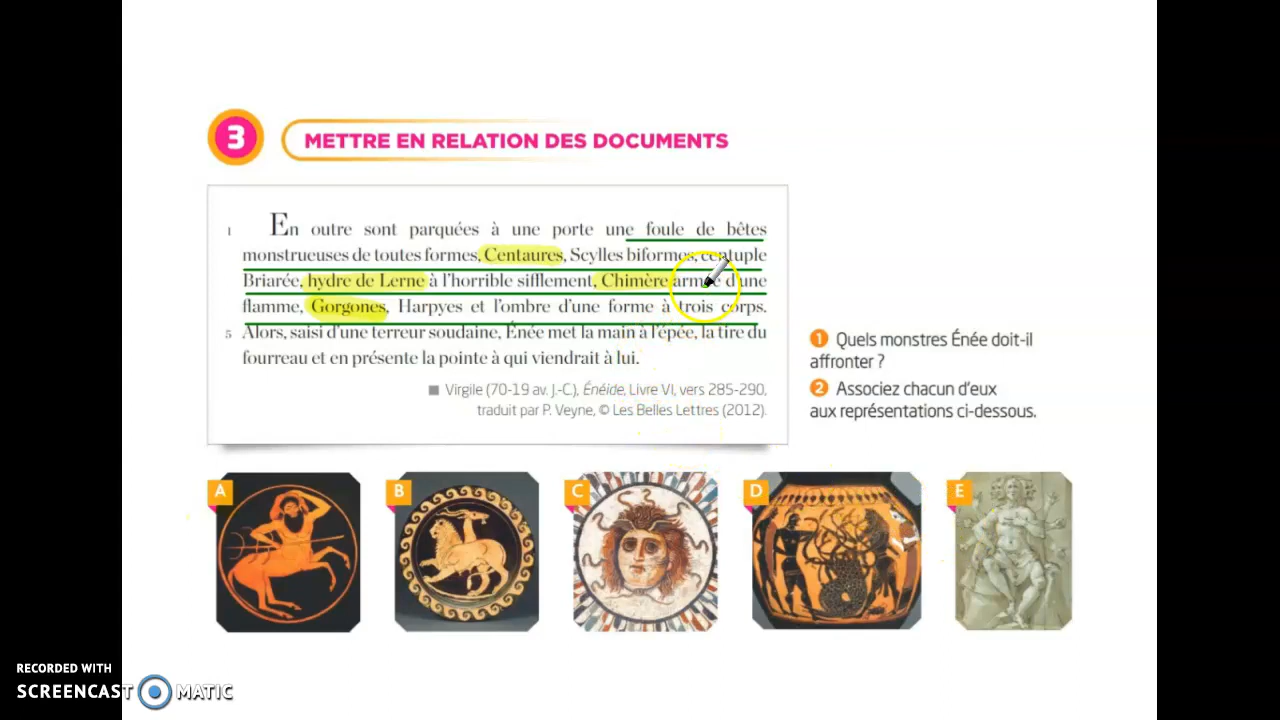 3 METTRE EN RELATION DES DOCUMENTS
1 En outre sont parquées à une porte une foule de bêtes
monstrueuses de toutes formes, Centaures, Scylles biformes, centuple
Briarée, hydre de Lerne à l'horrible sifflement, Chimère armée d'une
flamme, Gorgones, Harpyes et l'ombre d'une forme à trois corps.
5 Alors, saisi d'une terreur soudaine, Énée met la main à l'épée, la tire du
fourreau et en présente la pointe à qui viendrait à lui.
■ Virgile (70-19 av. J.-C.), Énéide, Livre VI, vers 285-290,
traduit par P. Veyne, © Les Belles Lettres (2012).
1 Quels monstres Énée doit-il
affronter ?
2 Associez chacun d'eux
aux représentations ci-dessous.
A B C D E
RECORDED WITH
SCREENCAST MATIC